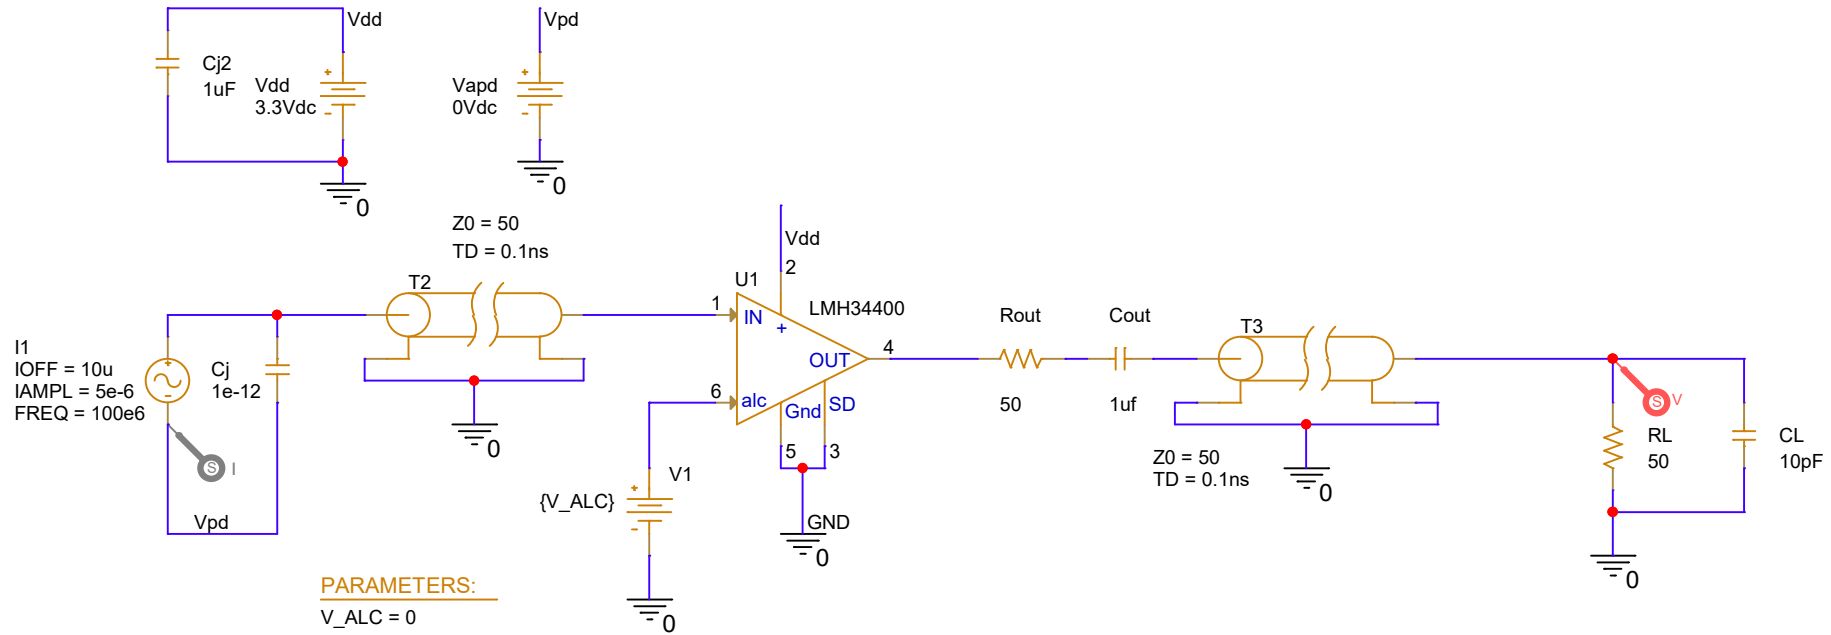 Vdd
Vpd
Cj2
1uF
Vdd
3.3Vdc
+
-
Vapd
0Vdc
+
-
0
0
Z0 = 50
TD = 0.1ns
T2
Vdd
2
U1
LMH34400
1
IN
+
OUT
4
6
alc
Gnd
SD
5
3
Rout
50
Cout
1uf
T3
Z0 = 50
TD = 0.1ns
0
I1
IOFF = 10u
IAMPL = 5e-6
FREQ = 100e6
+
-
Cj
1e-12
S
I
Vpd
0
V1
{V_ALC}
+
-
0
GND
0
S
V
RL
50
CL
10pF
0
PARAMETERS:
V_ALC = 0